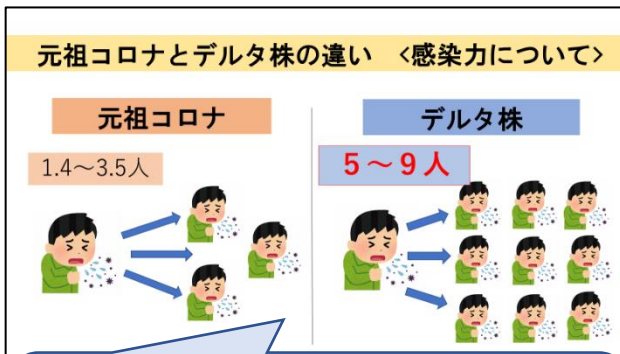 元祖コロナとデルタ株の違い <感染力について>
元祖コロナ
デルタ株
1.4～3.5人
5～9人